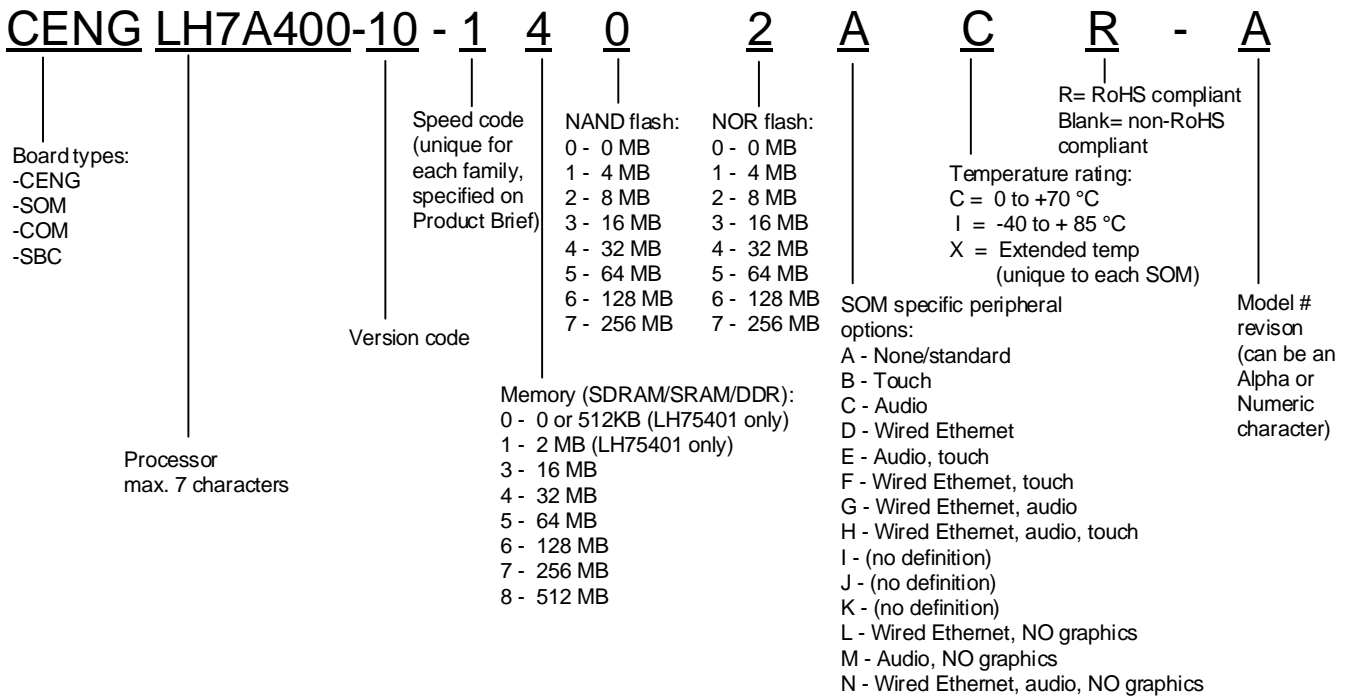 CENG LH7A400-10 - 1 4 0 2 A C R - A
Board types:
-CENG
-SOM
-COM
-SBC
Processor
max. 7 characters
Version code
Speed code
(unique for
each family,
specified on
Product Brief)
Memory (SDRAM/SRAM/DDR):
0 - 0 or 512KB (LH75401 only)
1 - 2 MB (LH75401 only)
3 - 16 MB
4 - 32 MB
5 - 64 MB
6 - 128 MB
7 - 256 MB
8 - 512 MB
NAND flash:
0 - 0 MB
1 - 4 MB
2 - 8 MB
3 - 16 MB
4 - 32 MB
5 - 64 MB
6 - 128 MB
7 - 256 MB
NOR flash:
0 - 0 MB
1 - 4 MB
2 - 8 MB
3 - 16 MB
4 - 32 MB
5 - 64 MB
6 - 128 MB
7 - 256 MB
SOM specific peripheral
options:
A - None/standard
B - Touch
C - Audio
D - Wired Ethernet
E - Audio, touch
F - Wired Ethernet, touch
G - Wired Ethernet, audio
H - Wired Ethernet, audio, touch
I - (no definition)
J - (no definition)
K - (no definition)
L - Wired Ethernet, NO graphics
M - Audio, NO graphics
N - Wired Ethernet, audio, NO graphics
Temperature rating:
C = 0 to +70 °C
I = -40 to + 85 °C
X = Extended temp
(unique to each SOM)
R= RoHS compliant
Blank= non-RoHS
compliant
Model #
revison
(can be an
Alpha or
Numeric
character)